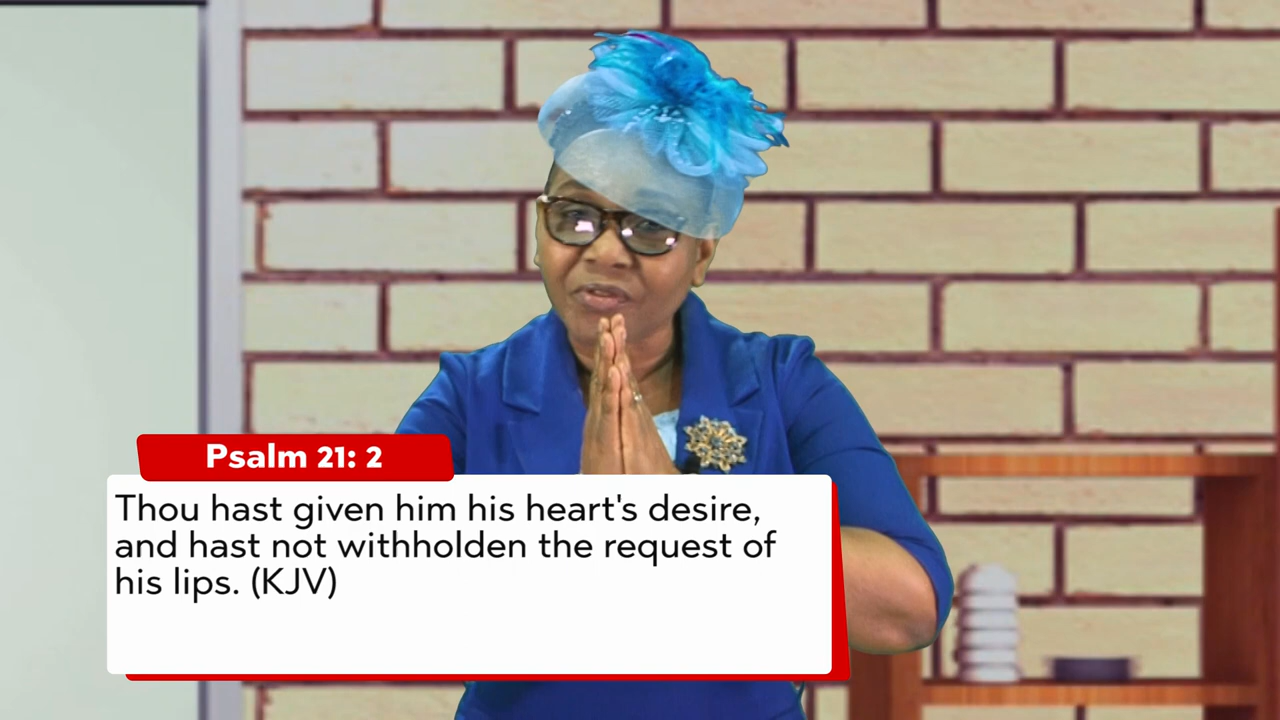 Psalm 21: 2
Thou hast given him his heart's desire,
and hast not withholden the request of
his lips. (KJV)